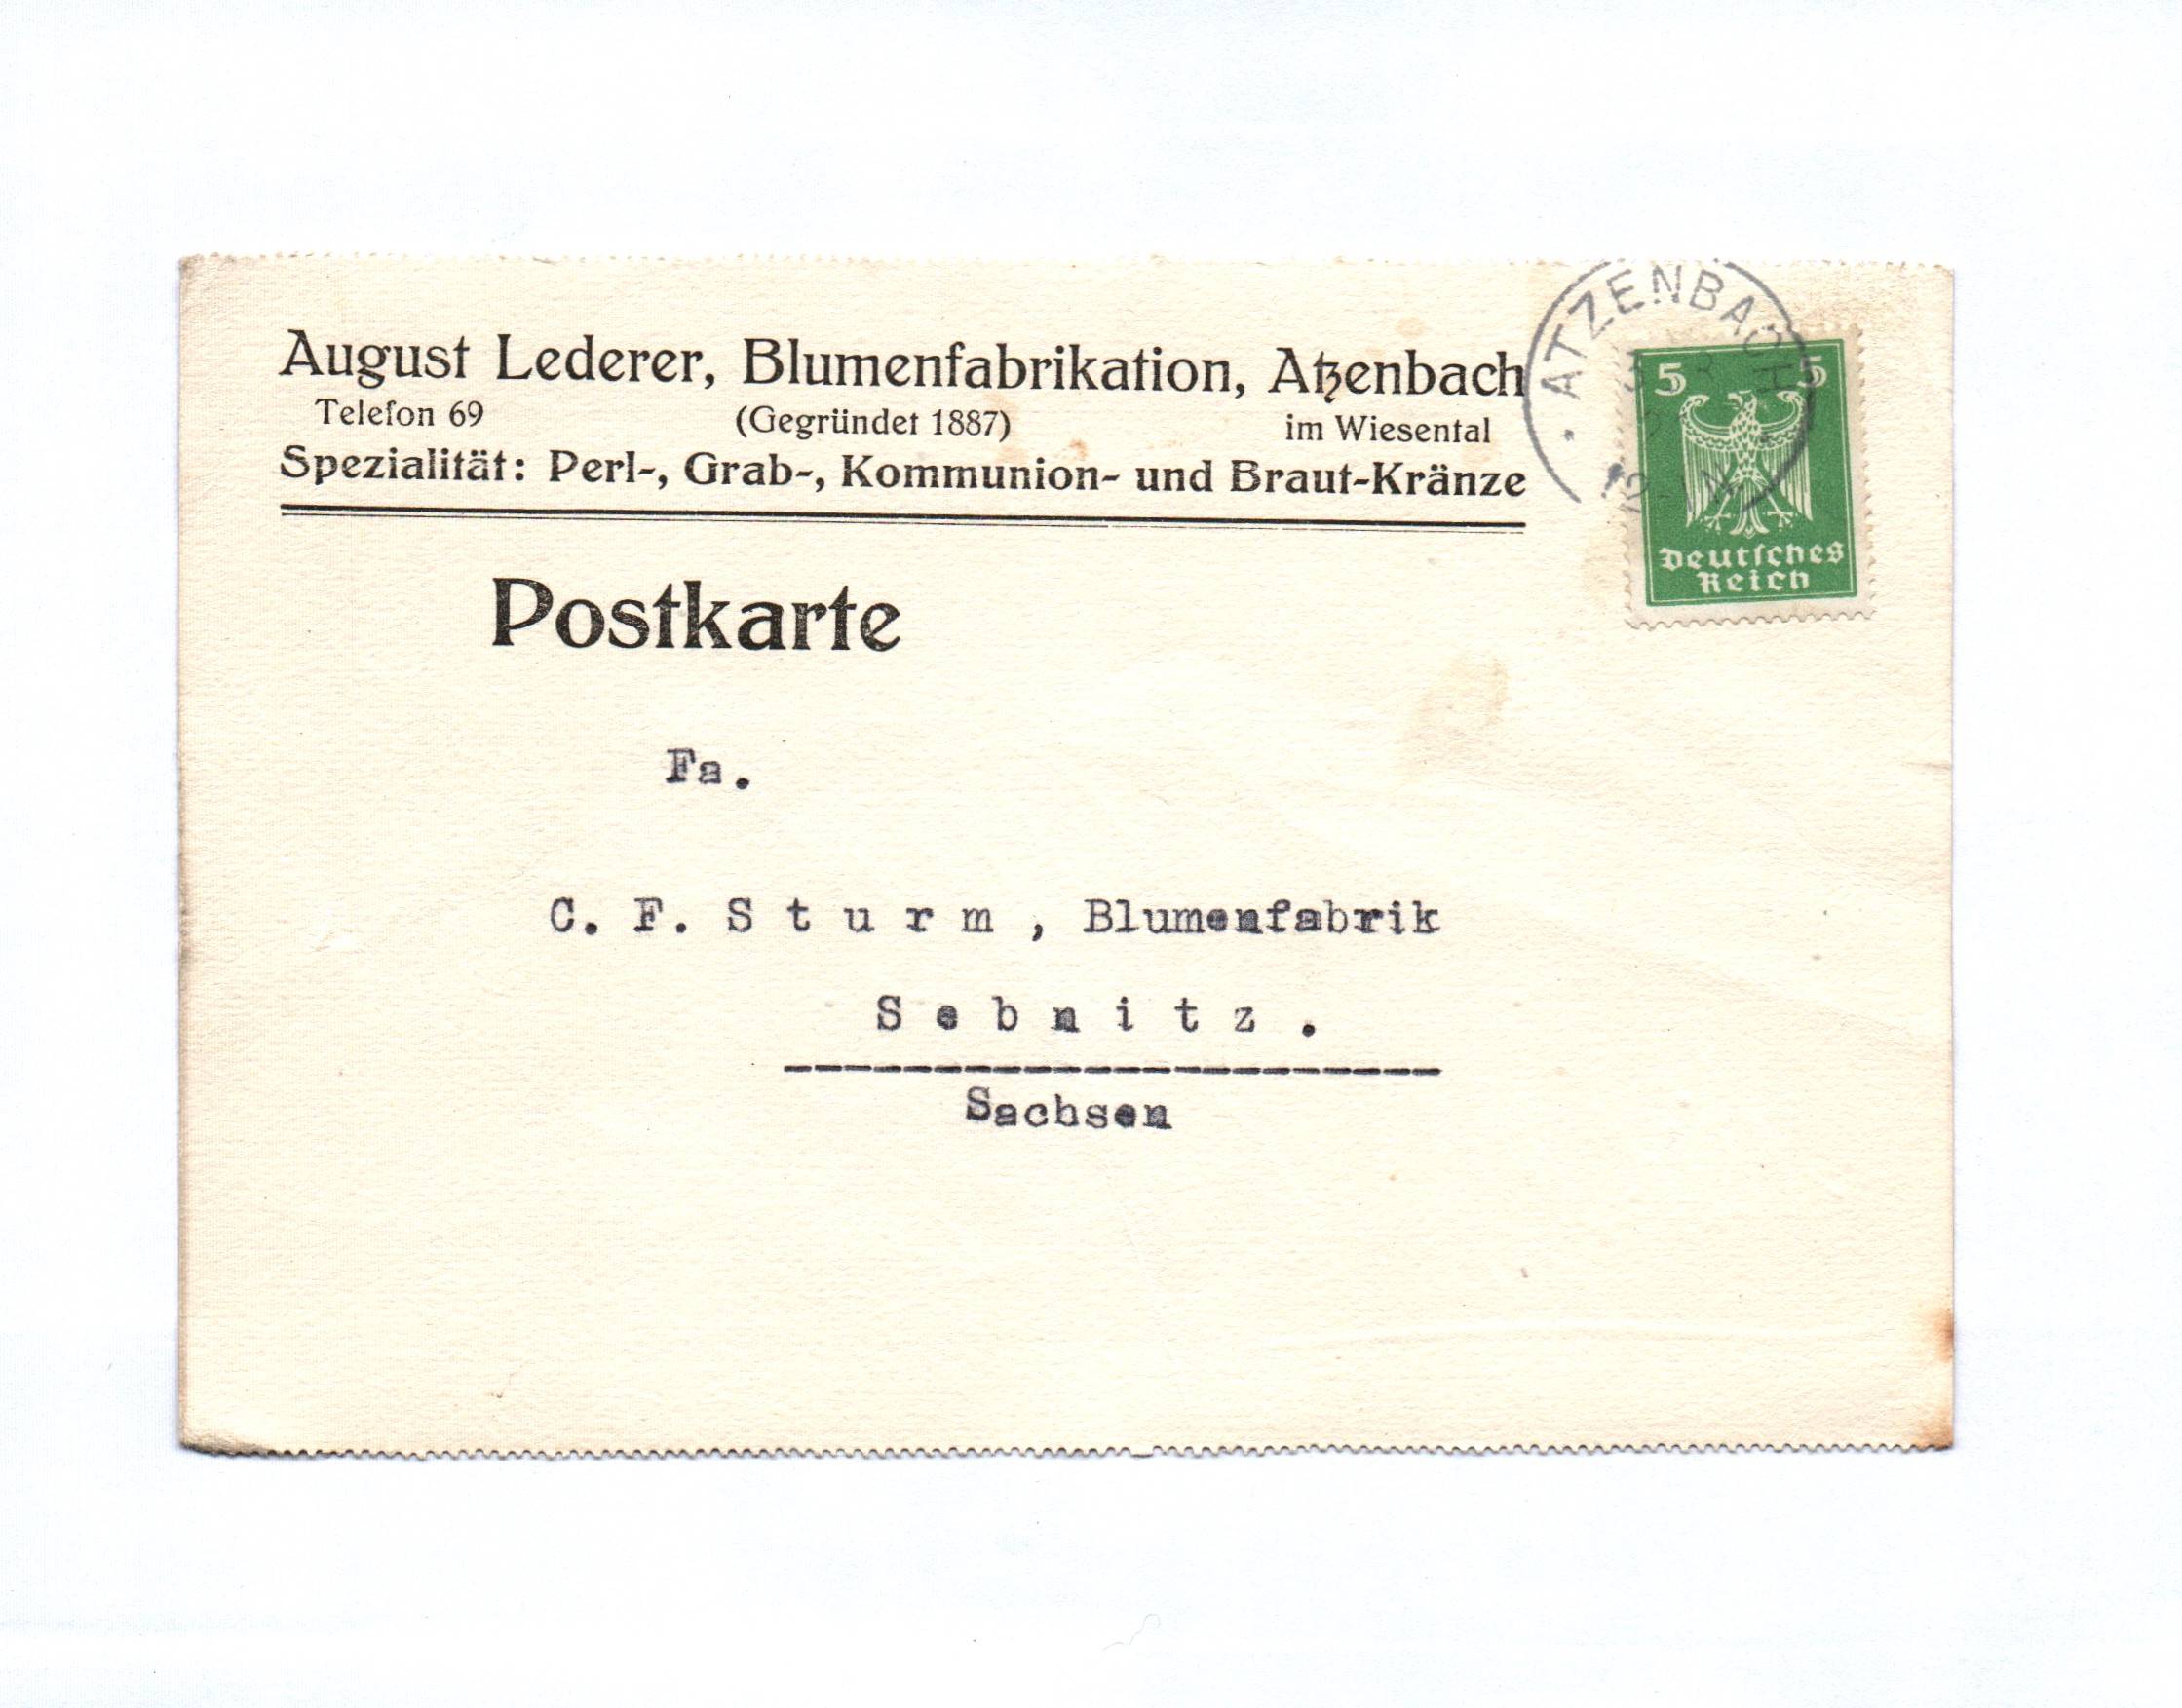 August Lederer, Blumenfabrikation, Atzenbach
Telefon 69 (Gegründet 1887) im Wiesental
Spezialität: Perl-, Grab-, Kommunion- und Braut-Kränze
ATZENBACH
5 5
Deutsches
Reich
Postkarte
Fa.
C. F. Sturm, Blumenfabrik
Sebnitz.
Sachsen